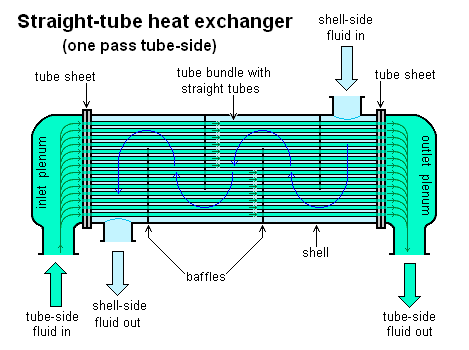 Straight-tube heat exchanger
(one pass tube-side)
shell-side
fluid in
tube sheet
tube bundle with
straight tubes
tube sheet
inlet plenum
outlet plenum
baffles
shell
tube-side
fluid in
shell-side
fluid out
tube-side
fluid out